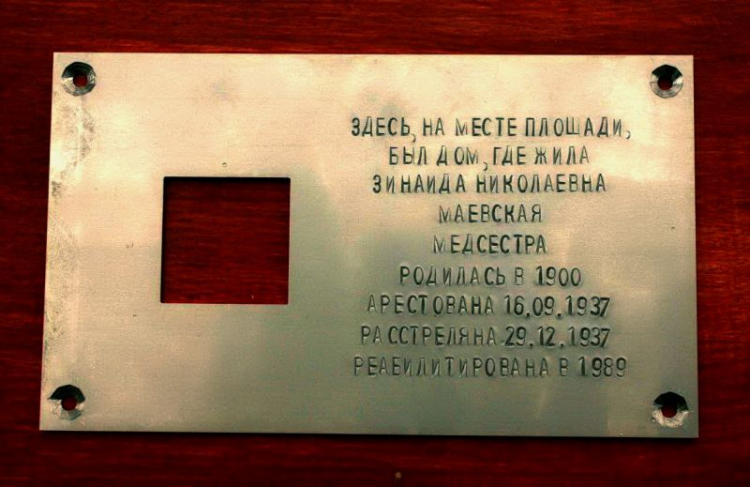 ЗДЕСЬ, НА МЕСТЕ ПЛОЩАДИ,
БЫЛ ДОМ, ГДЕ ЖИЛА
ЗИНАИДА НИКОЛАЕВНА
МАЕВСКАЯ
МЕДСЕСТРА
РОДИЛАСЬ В 1900
АРЕСТОВАНА 16.09.1937
РАССТРЕЛЯНА 29.12.1937
РЕАБИЛИТИРОВАНА В 1989